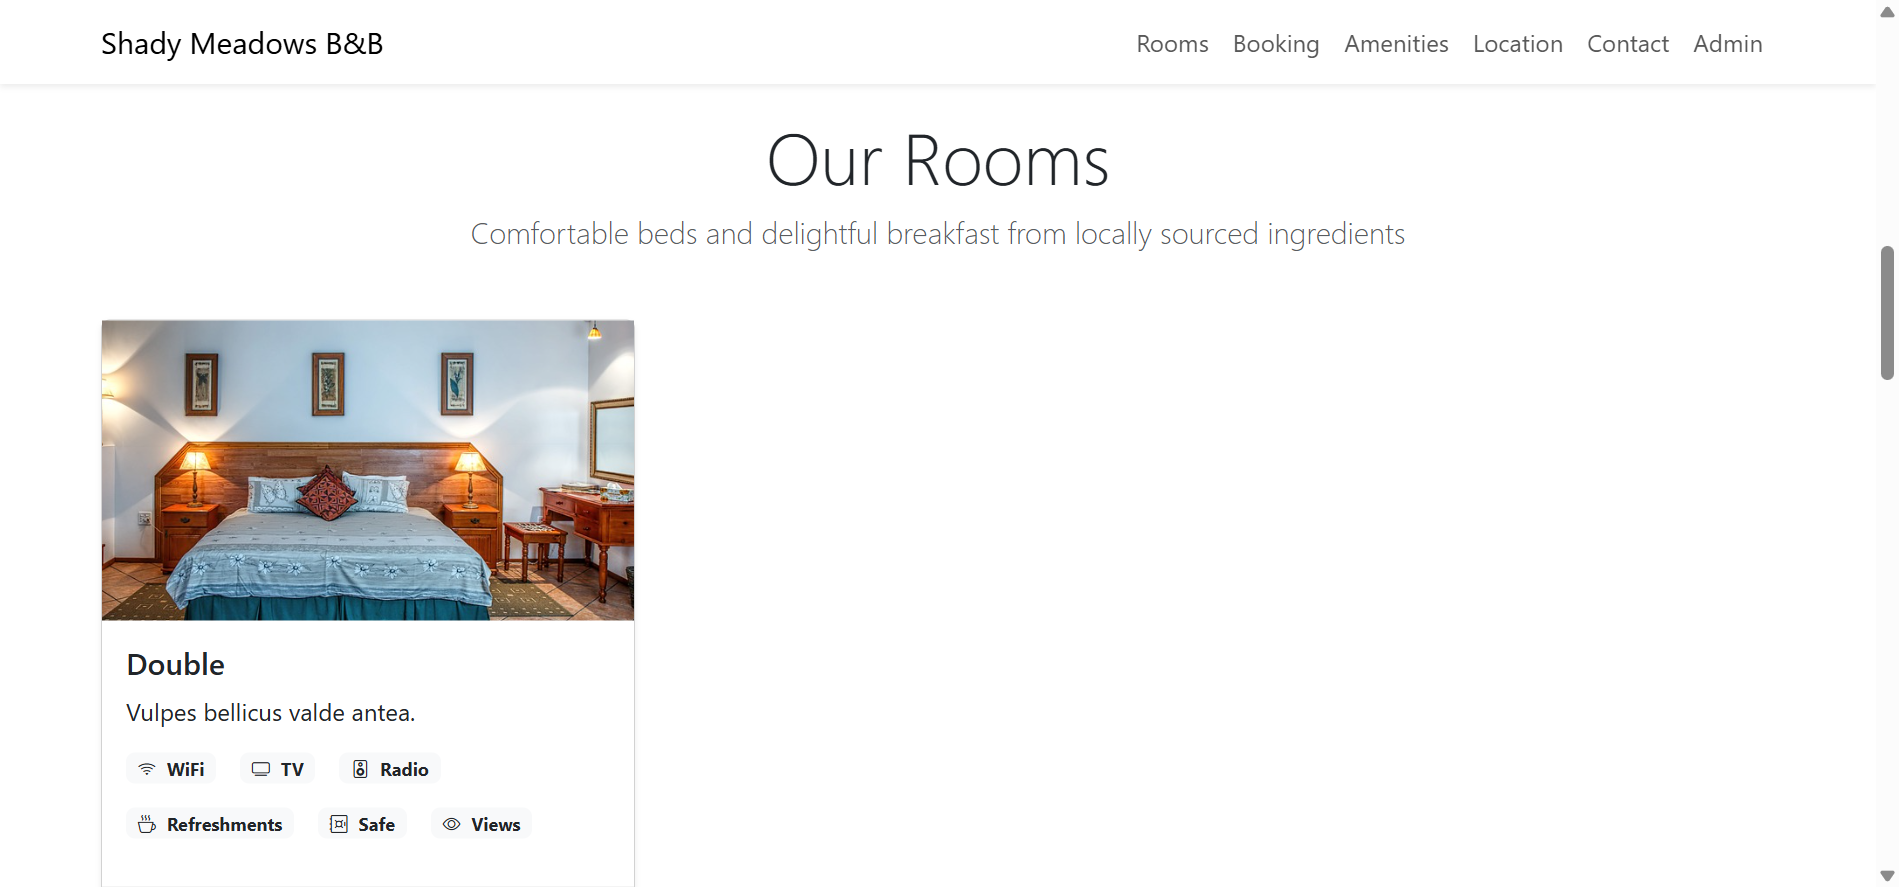 Shady Meadows B&B
Rooms Booking Amenities Location Contact Admin
Our Rooms
Comfortable beds and delightful breakfast from locally sourced ingredients
Double
Vulpes bellicus valde antea.
WiFi TV Radio
Refreshments Safe Views